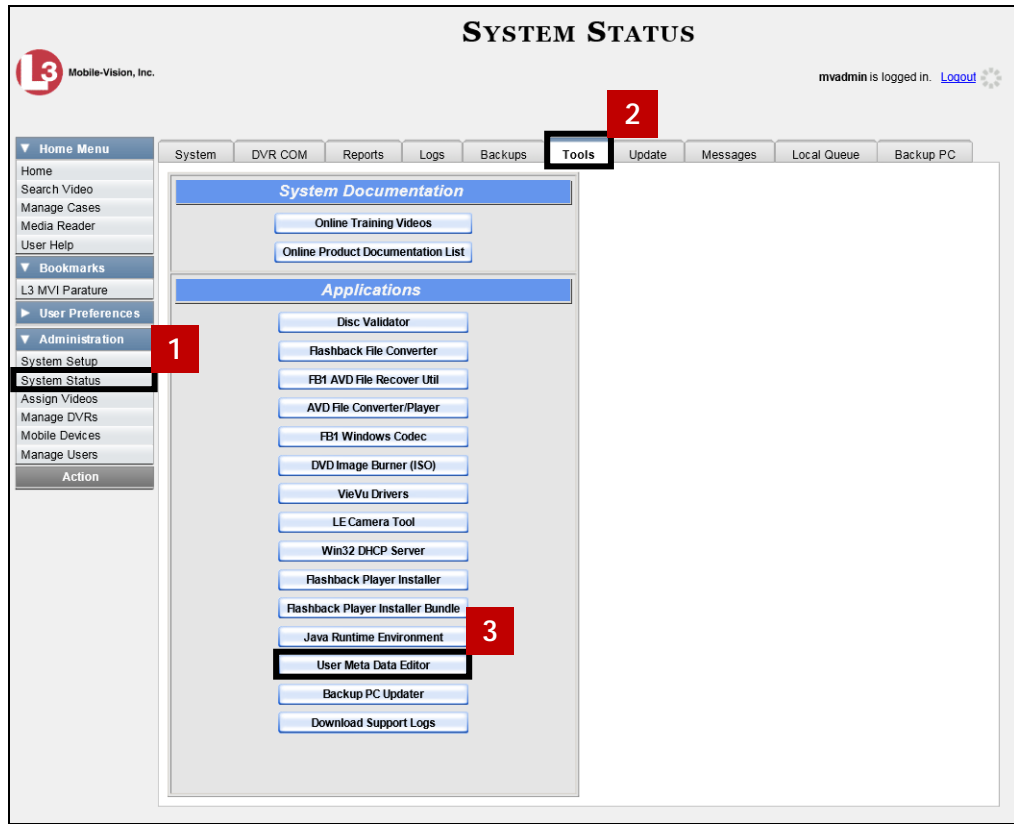 SYSTEM STATUS
L3 Mobile-Vision, Inc.
mvadmin is logged in. Logout
2
▼ Home Menu
Home
Search Video
Manage Cases
Media Reader
User Help
▼ Bookmarks
L3 MVI Parature
▶ User Preferences
▼ Administration
1
System Setup
System Status
Assign Videos
Manage DVRs
Mobile Devices
Manage Users
Action
System DVR COM Reports Logs Backups Tools Update Messages Local Queue Backup PC
System Documentation
Online Training Videos
Online Product Documentation List
Applications
Disc Validator
Flashback File Converter
FB1 AVD File Recover Util
AVD File Converter/Player
FB1 Windows Codec
DVD Image Burner (ISO)
VieVu Drivers
LE Camera Tool
Win32 DHCP Server
Flashback Player Installer
Flashback Player Installer Bundle
Java Runtime Environment
3
User Meta Data Editor
Backup PC Updater
Download Support Logs